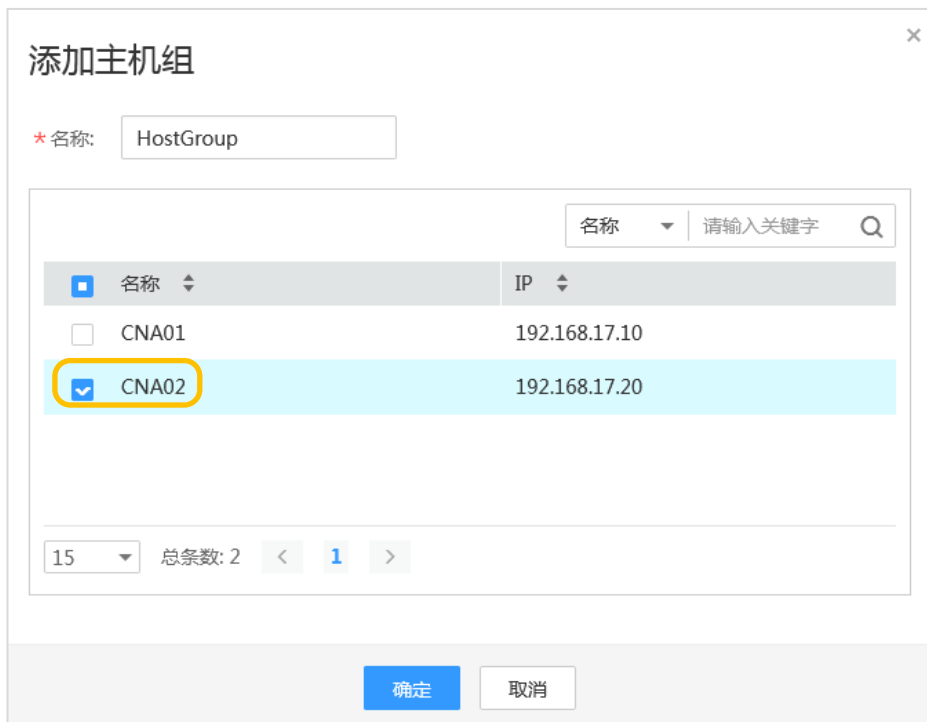 添加主机组
*名称: HostGroup
名称 请输入关键字
名称 IP
CNA01 192.168.17.10
CNA02 192.168.17.20
15 总条数: 2 < 1 >
确定 取消